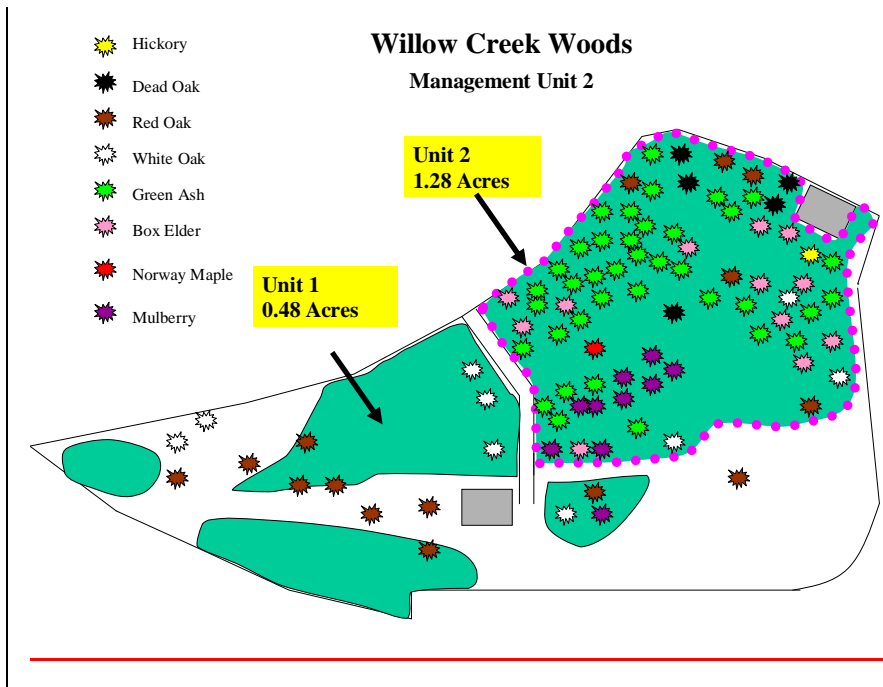 Willow Creek Woods
Management Unit 2
Hickory
Dead Oak
Red Oak
White Oak
Green Ash
Box Elder
Norway Maple
Mulberry
Unit 2
1.28 Acres
Unit 1
0.48 Acres